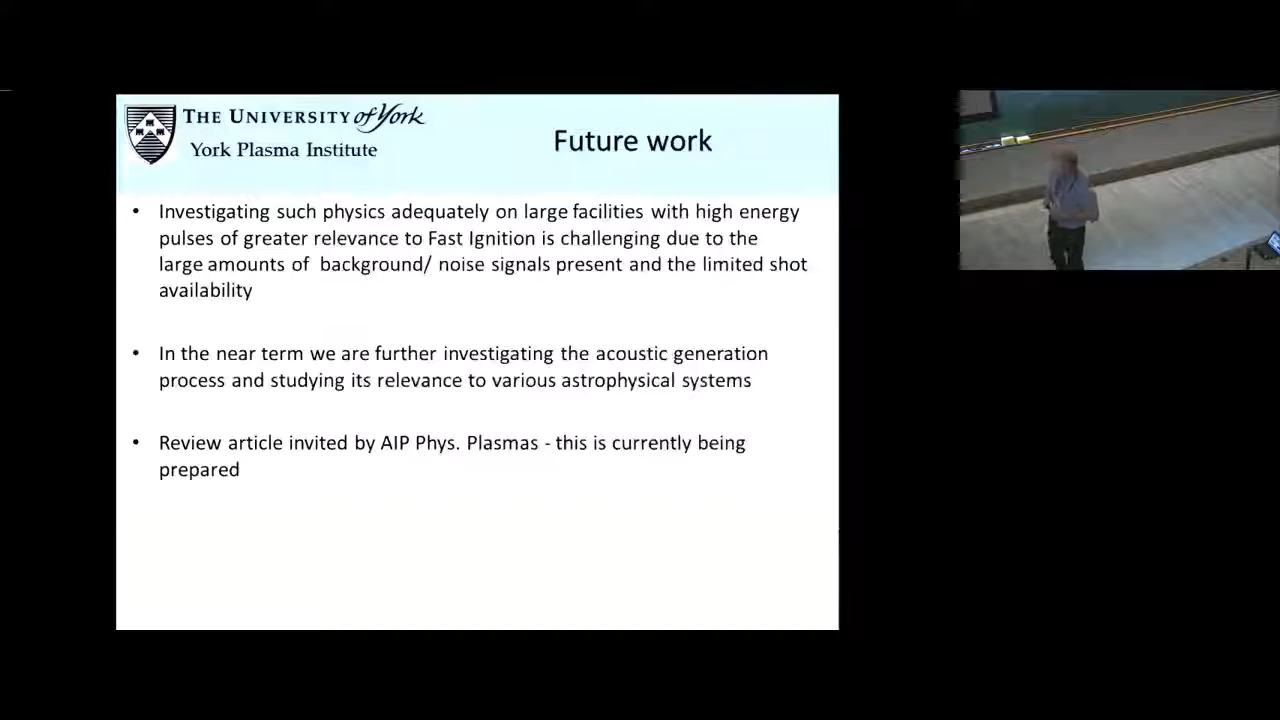 THE UNIVERSITY of York
York Plasma Institute
Future work
• Investigating such physics adequately on large facilities with high energy
pulses of greater relevance to Fast Ignition is challenging due to the
large amounts of background/ noise signals present and the limited shot
availability
• In the near term we are further investigating the acoustic generation
process and studying its relevance to various astrophysical systems
• Review article invited by AIP Phys. Plasmas - this is currently being
prepared